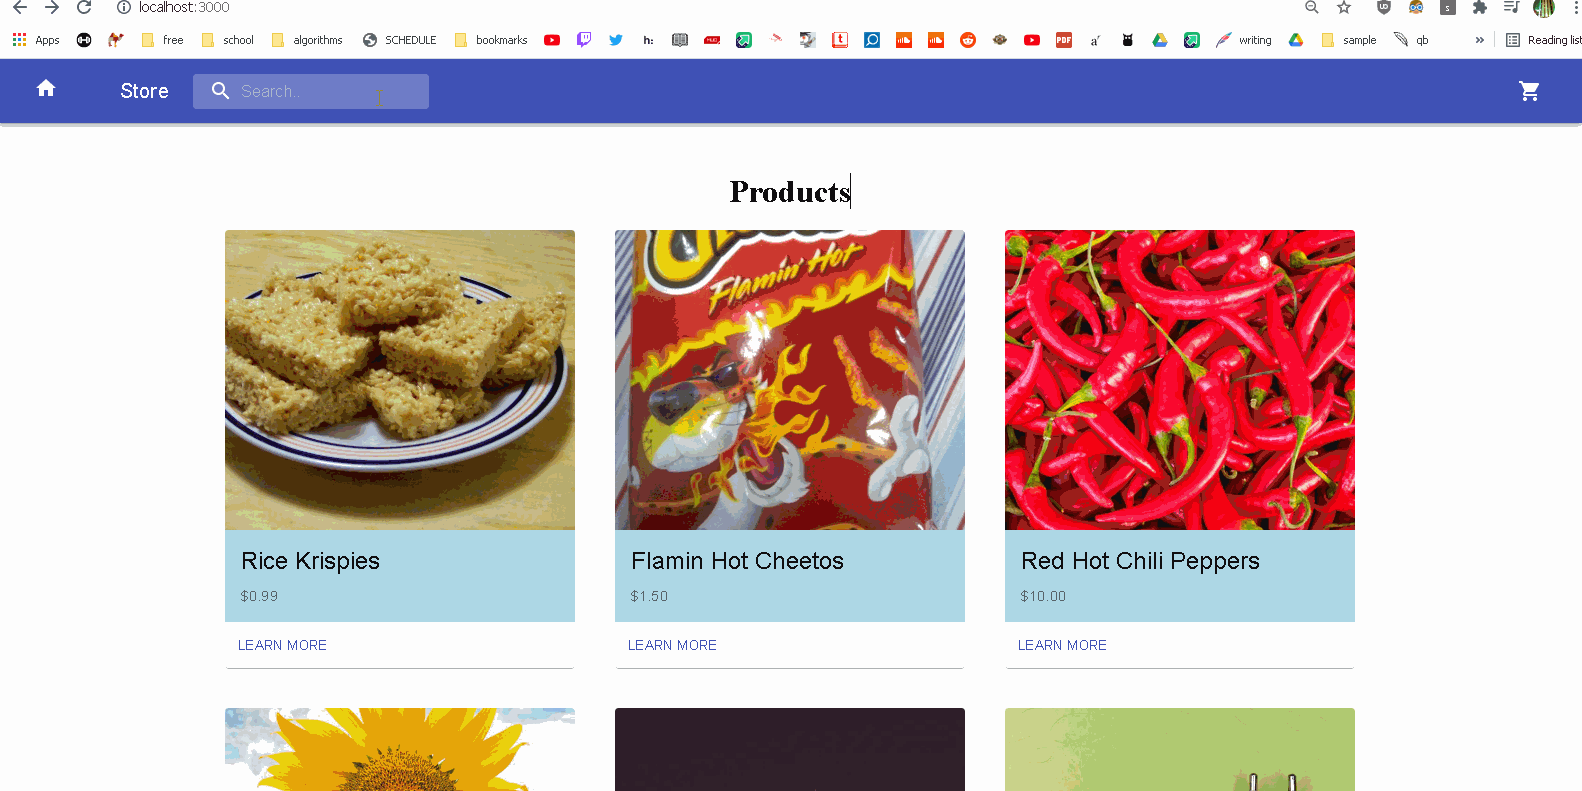 localhost:3000
Apps free school algorithms SCHEDULE bookmarks h: PDF writing sample qb » Reading list
Store Search..
Products
Flamin' Hot
Rice Krispies Flamin Hot Cheetos Red Hot Chili Peppers
$0.99 $1.50 $10.00
LEARN MORE LEARN MORE LEARN MORE